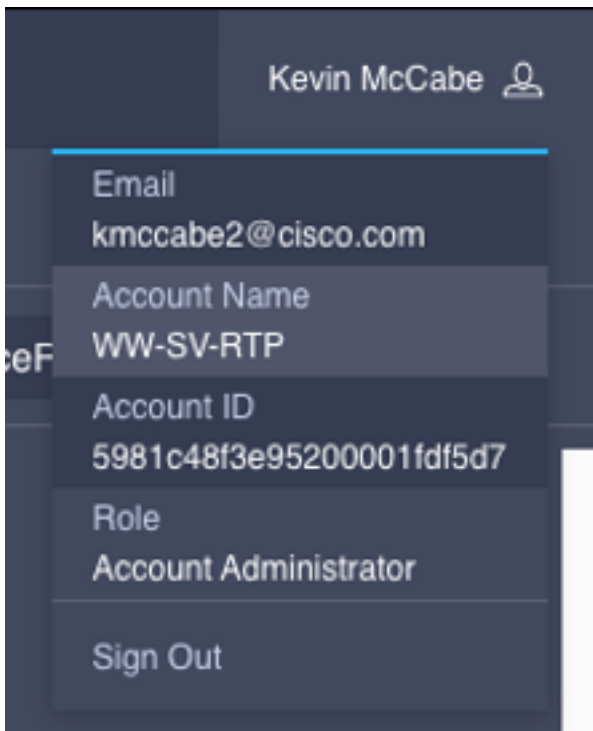 Kevin McCabe
Email
kmccabe2@cisco.com
Account Name
WW-SV-RTP
ceF
Account ID
5981c48f3e95200001fdf5d7
Role
Account Administrator
Sign Out